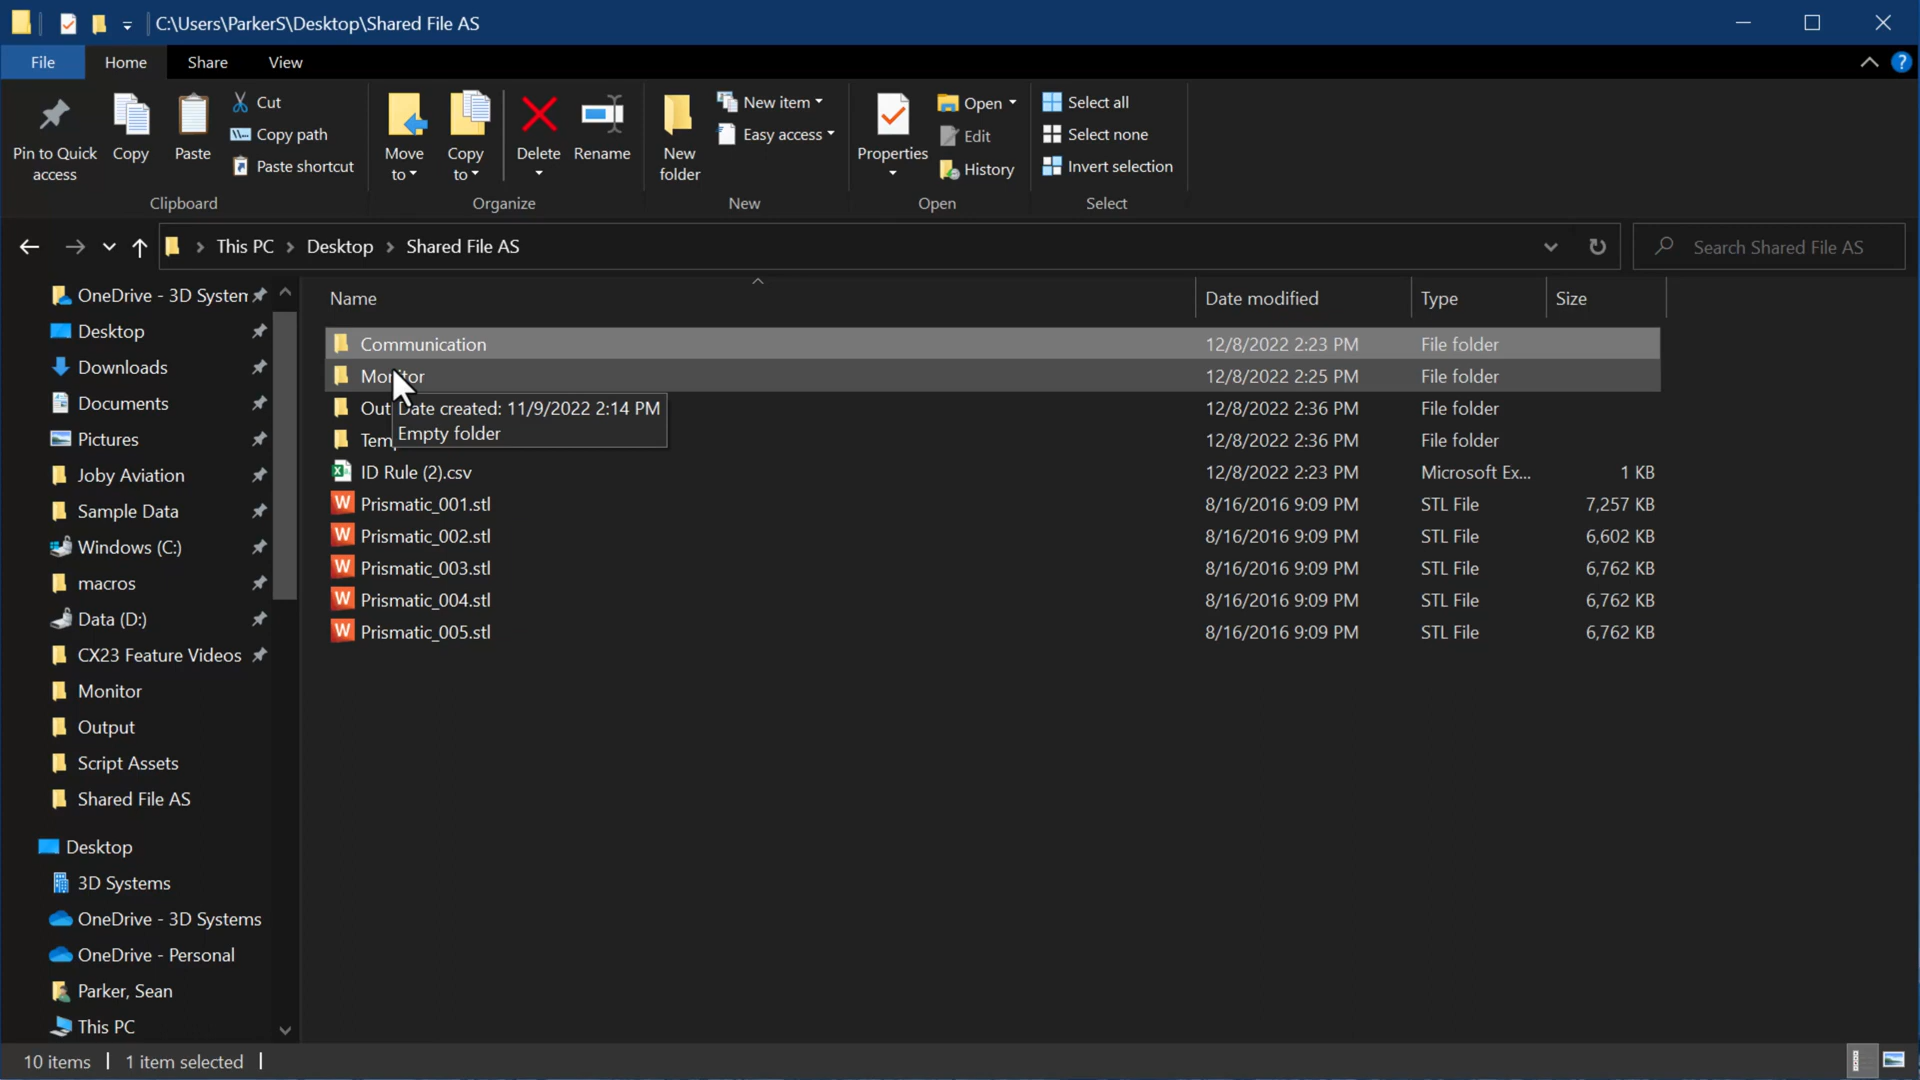 C:\Users\ParkerS\Desktop\Shared File AS
File Home Share View
Pin to Quick access
Copy
Paste
Cut
Copy path
Paste shortcut
Clipboard
Move to
Copy to
Delete
Rename
Organize
New folder
New item
Easy access
New
Properties
Open
Edit
History
Open
Select all
Select none
Invert selection
Select
This PC > Desktop > Shared File AS
Search Shared File AS
Name Date modified Type Size
Communication 12/8/2022 2:23 PM File folder
Monitor 12/8/2022 2:25 PM File folder
Out 12/8/2022 2:36 PM File folder
Date created: 11/9/2022 2:14 PM
Empty folder
12/8/2022 2:36 PM File folder
ID Rule (2).csv 12/8/2022 2:23 PM Microsoft Ex... 1 KB
W Prismatic_001.stl 8/16/2016 9:09 PM STL File 7,257 KB
W Prismatic_002.stl 8/16/2016 9:09 PM STL File 6,602 KB
W Prismatic_003.stl 8/16/2016 9:09 PM STL File 6,762 KB
W Prismatic_004.stl 8/16/2016 9:09 PM STL File 6,762 KB
W Prismatic_005.stl 8/16/2016 9:09 PM STL File 6,762 KB
OneDrive - 3D System
Desktop
Downloads
Documents
Pictures
Joby Aviation
Sample Data
Windows (C:)
macros
Data (D:)
CX23 Feature Videos
Monitor
Output
Script Assets
Shared File AS
Desktop
3D Systems
OneDrive - 3D Systems
OneDrive - Personal
Parker, Sean
This PC
10 items | 1 item selected |